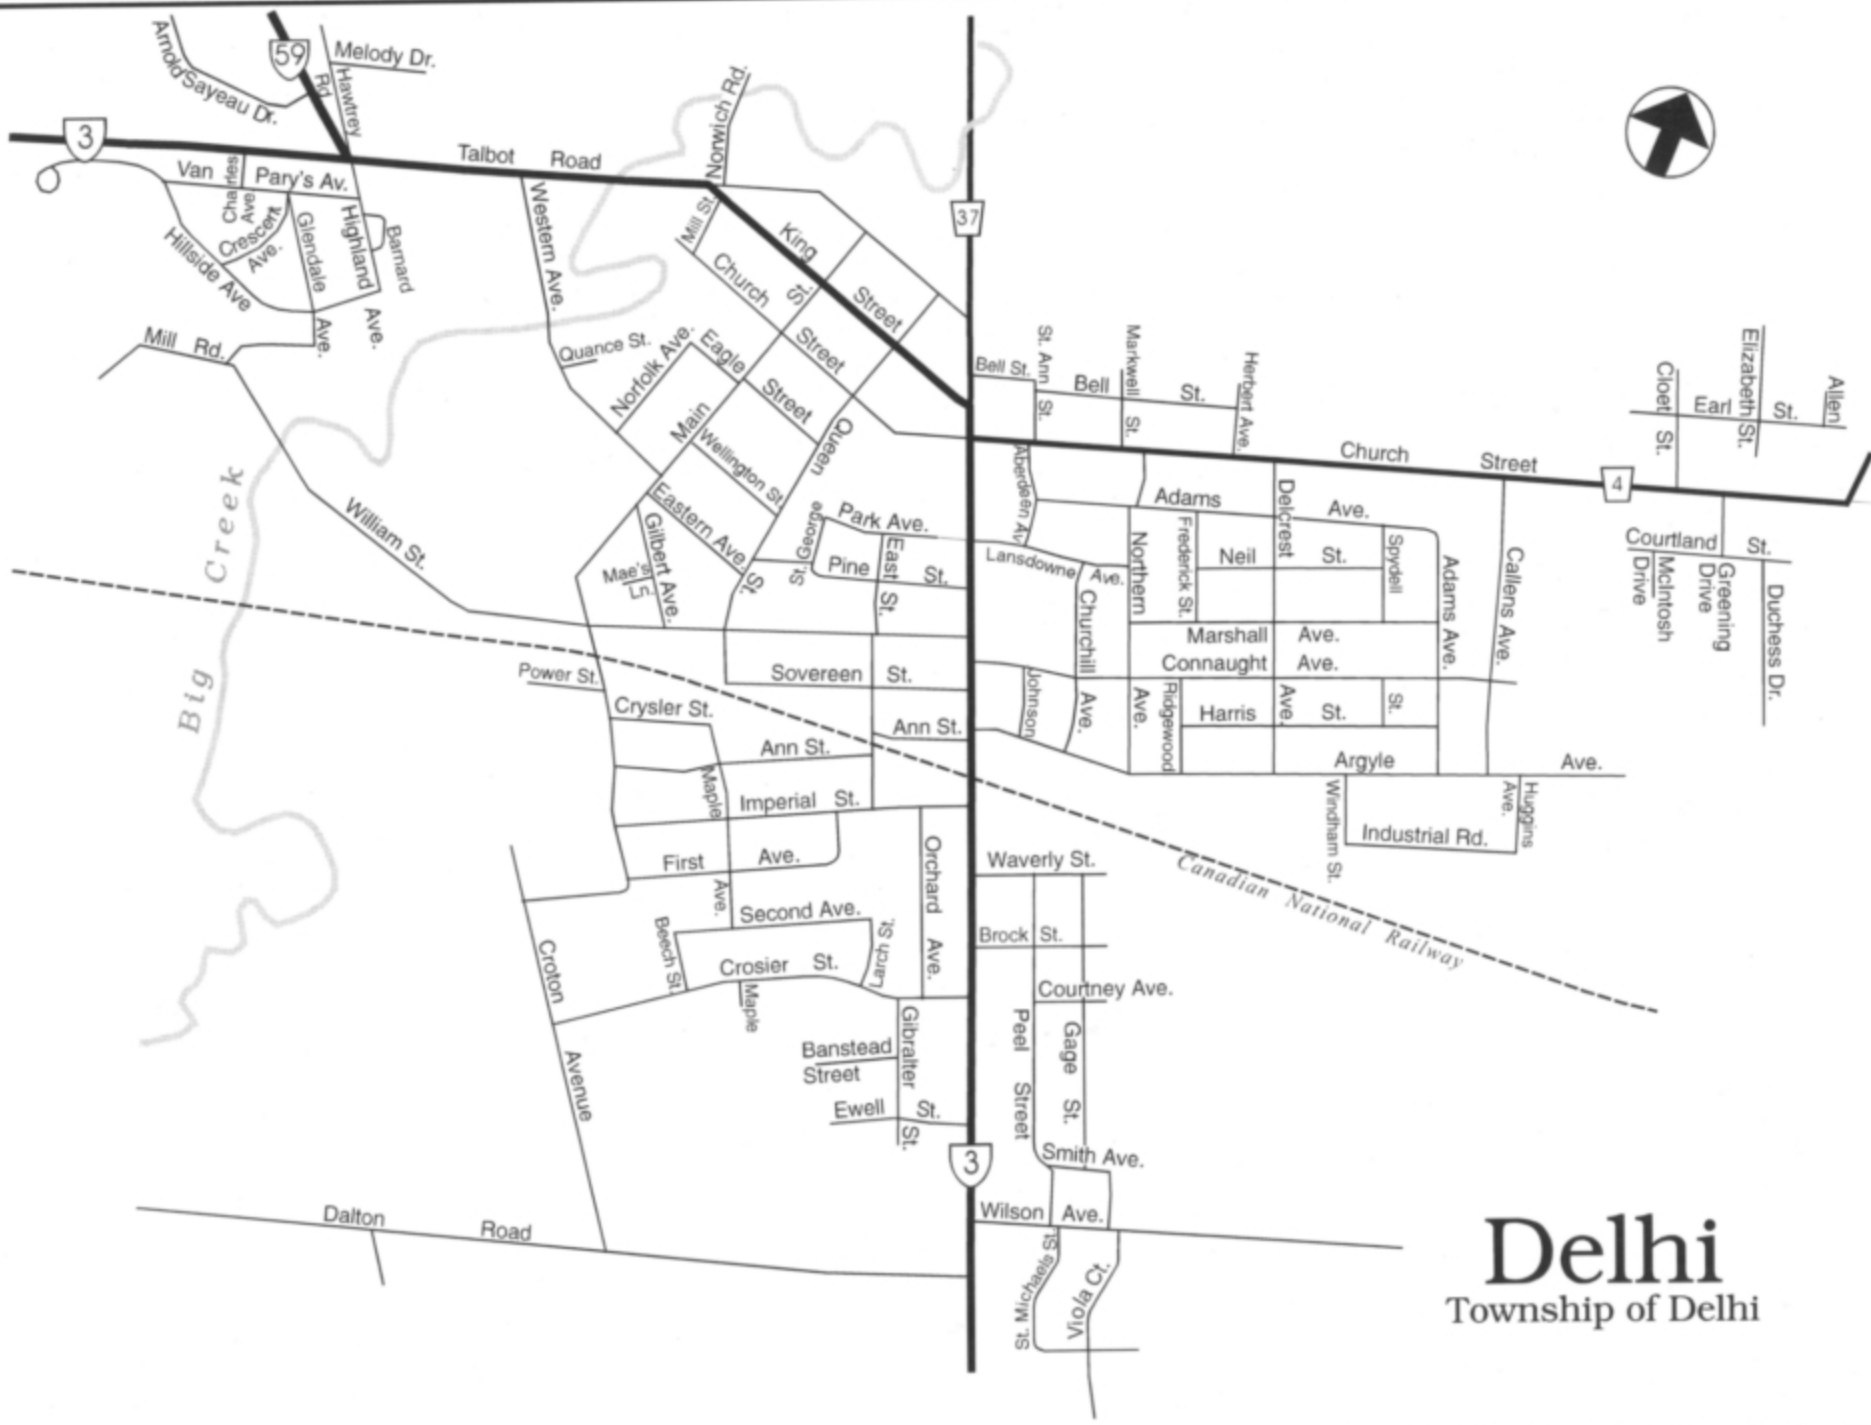 Arnold Sayeau Dr.
59
Melody Dr.
Hawtrey Rd
3
Talbot Road
Norwich Rd.
Van Pary's Av.
Charles Ave.
Crescent Ave.
Glendale Ave.
Highland Ave.
Barnard
Hillside Ave
Mill Rd.
Western Ave.
Mill St.
King Street
Church Street
St.
37
Quance St.
Norfolk Ave.
Eagle Street
Main
Wellington St.
Queen St.
Eastern Ave.
Gilbert Ave.
Mae's Ln.
St. George
Park Ave.
Pine St.
East St.
William St.
Big Creek
Bell St.
St. Ann St.
Bell St.
Markwell St.
Herbert Ave.
Cloet St.
Elizabeth St.
Earl St.
Allen
Church Street
4
Aberdeen Av.
Adams Ave.
Delcrest Ave.
Lansdowne Ave.
Northern Ave.
Frederick St.
Neil St.
Spydell St.
Adams Ave.
Callens Ave.
Courtland St.
McIntosh Drive
Greening Drive
Duchess Dr.
Churchill Ave.
Marshall Ave.
Connaught Ave.
Johnson
Ridgewood
Harris St.
Argyle Ave.
Windham St.
Huggins Ave.
Industrial Rd.
Power St.
Sovereen St.
Crysler St.
Ann St.
Ann St.
Maple Ave.
Imperial St.
First Ave.
Orchard Ave.
Second Ave.
Beech St.
Larch St.
Crosier St.
Maple
Croton Avenue
Gibralter St.
Banstead
Street
Ewell St.
Waverly St.
Canadian National Railway
Brock St.
Courtney Ave.
Peel Street
Gage St.
Smith Ave.
3
Wilson Ave.
St. Michaels St.
Viola Ct.
Dalton Road
Delhi
Township of Delhi